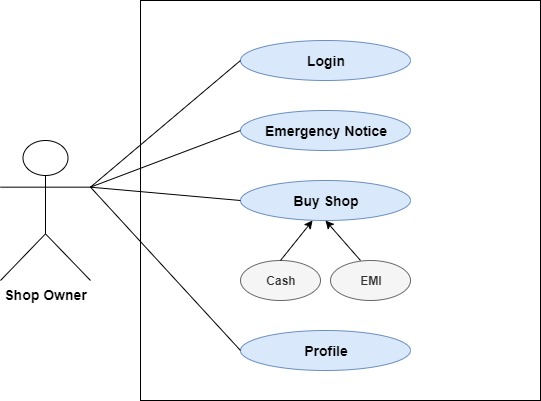 Login
Emergency Notice
Buy Shop
Cash
EMI
Shop Owner
Profile